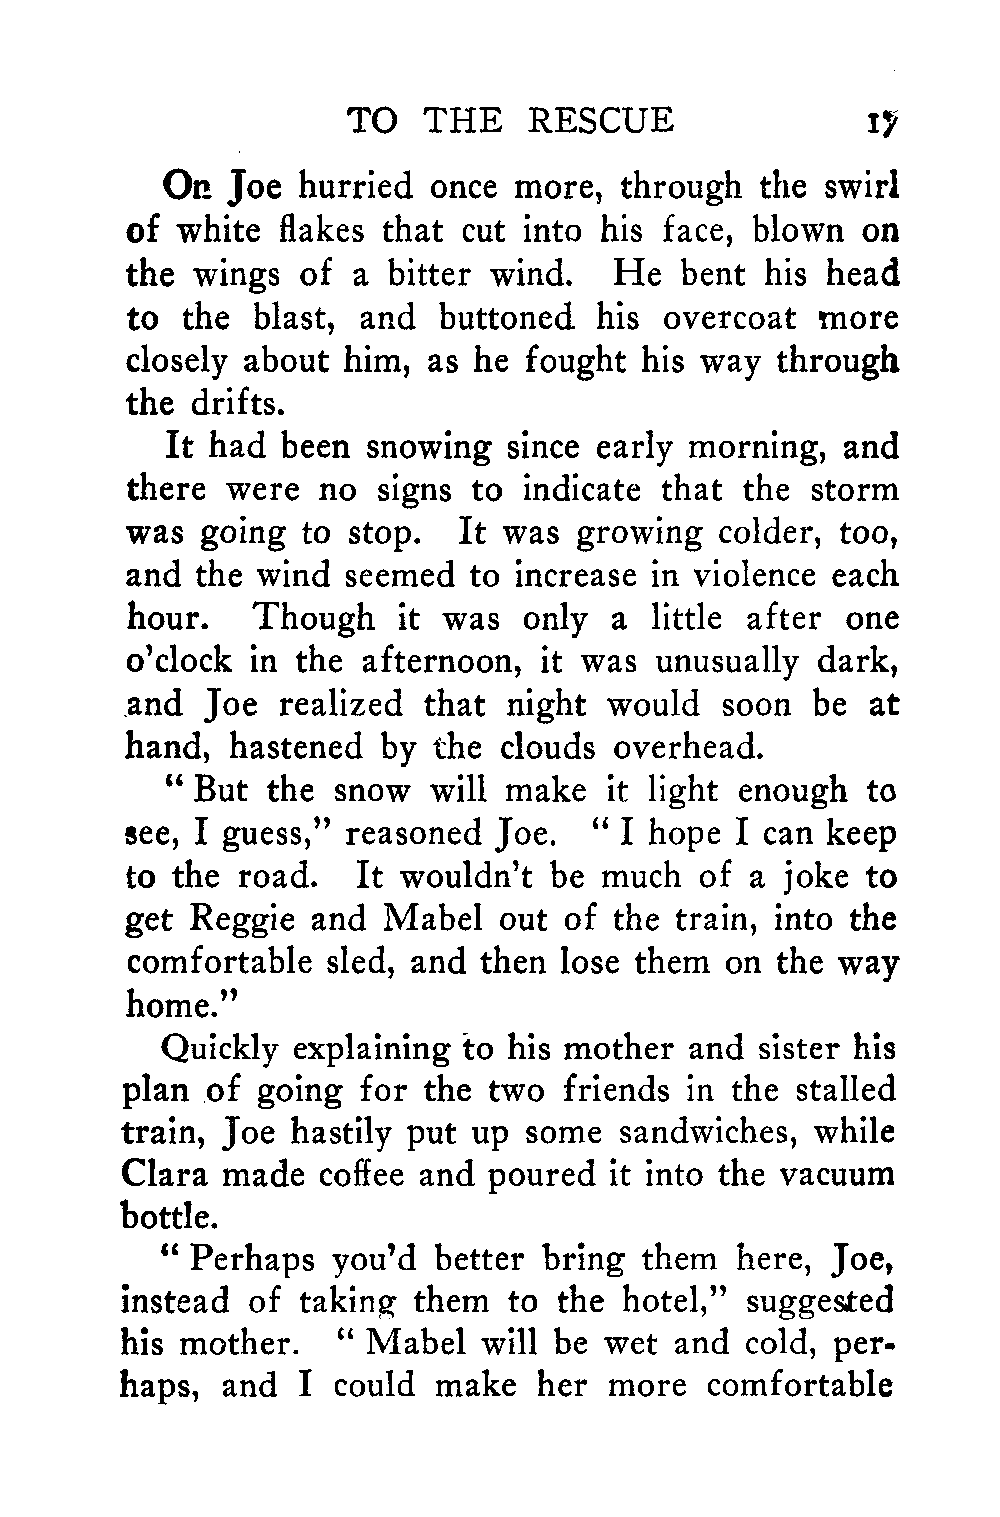 TO THE RESCUE 17
On Joe hurried once more, through the swirl
of white flakes that cut into his face, blown on
the wings of a bitter wind. He bent his head
to the blast, and buttoned his overcoat more
closely about him, as he fought his way through
the drifts.
It had been snowing since early morning, and
there were no signs to indicate that the storm
was going to stop. It was growing colder, too,
and the wind seemed to increase in violence each
hour. Though it was only a little after one
o'clock in the afternoon, it was unusually dark,
and Joe realized that night would soon be at
hand, hastened by the clouds overhead.
"But the snow will make it light enough to
see, I guess," reasoned Joe. "I hope I can keep
to the road. It wouldn't be much of a joke to
get Reggie and Mabel out of the train, into the
comfortable sled, and then lose them on the way
home."
Quickly explaining to his mother and sister his
plan of going for the two friends in the stalled
train, Joe hastily put up some sandwiches, while
Clara made coffee and poured it into the vacuum
bottle.
"Perhaps you'd better bring them here, Joe,
instead of taking them to the hotel," suggested
his mother. "Mabel will be wet and cold, per-
haps, and I could make her more comfortable